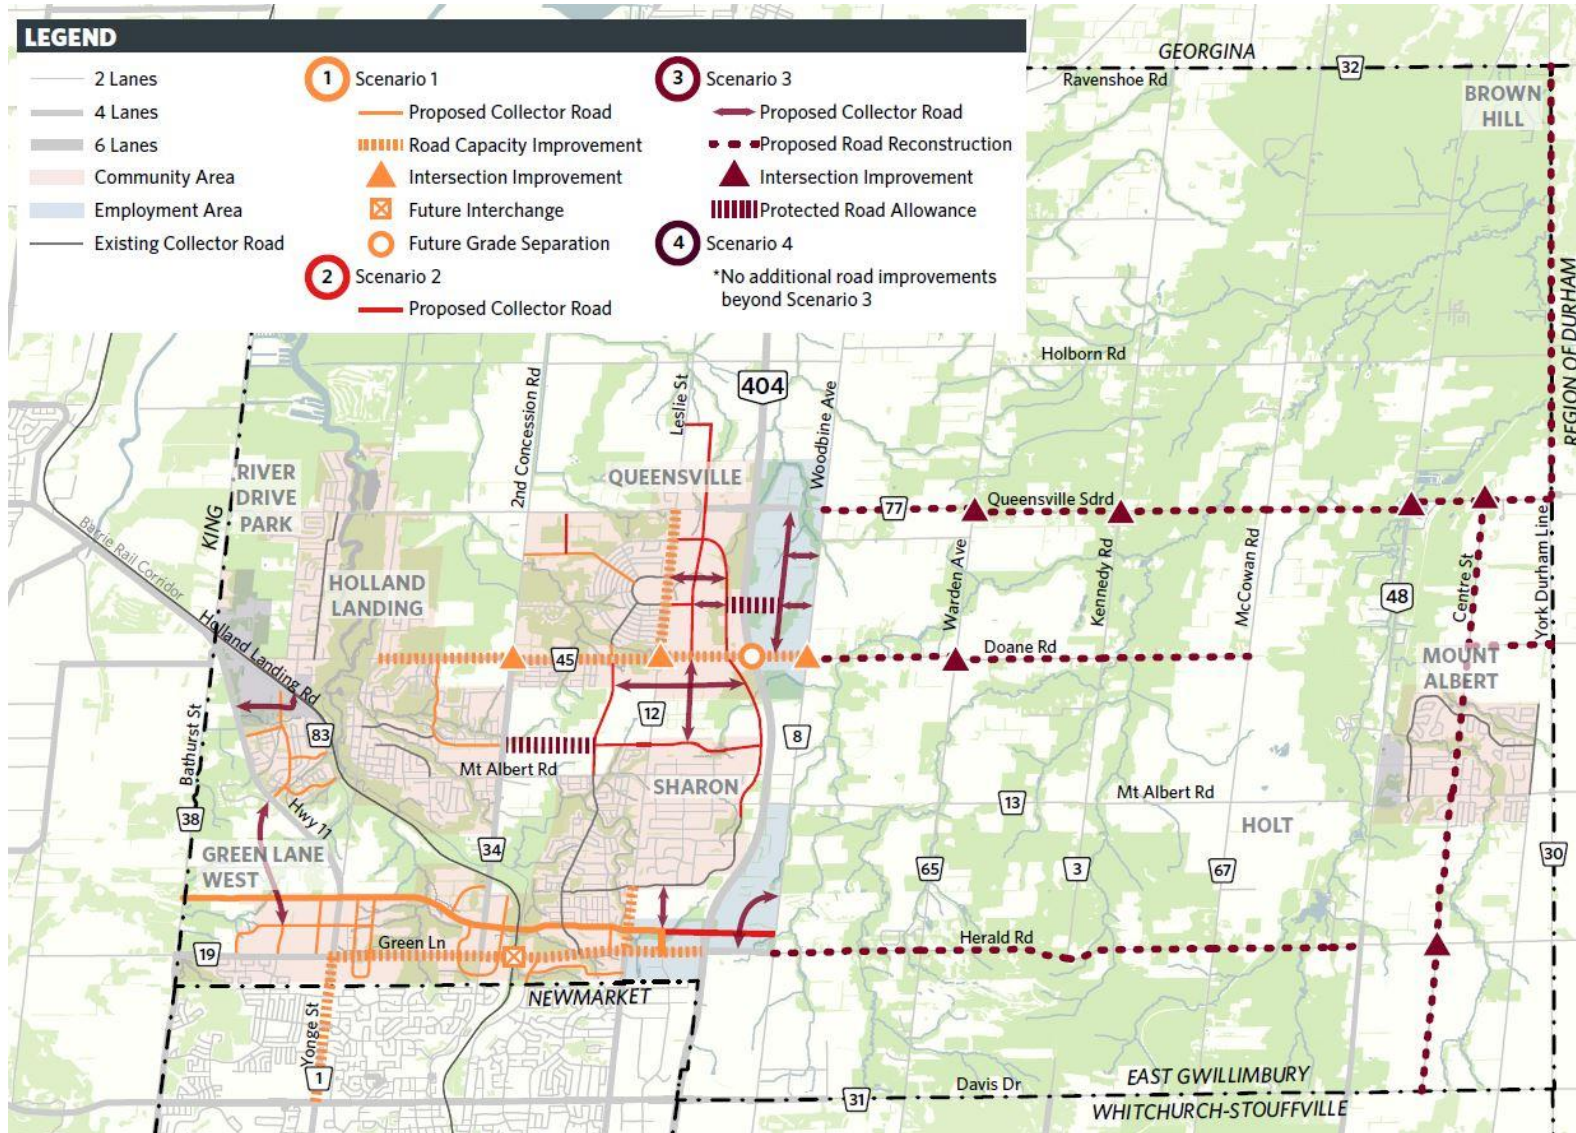 LEGEND
2 Lanes
4 Lanes
6 Lanes
Community Area
Employment Area
Existing Collector Road
1 Scenario 1
Proposed Collector Road
Road Capacity Improvement
Intersection Improvement
Future Interchange
Future Grade Separation
2 Scenario 2
Proposed Collector Road
3 Scenario 3
Proposed Collector Road
Proposed Road Reconstruction
Intersection Improvement
Protected Road Allowance
4 Scenario 4
*No additional road improvements
beyond Scenario 3
GEORGINA
32
Ravenshoe Rd
BROWN
HILL
REGION OF DURHAM
Holborn Rd
404
Leslie St
2nd Concession Rd
Woodbine Ave
QUEENSVILLE
RIVER
DRIVE
PARK
KING
Barrie Rail Corridor
77
Queensville Sdrd
HOLLAND
LANDING
Holland Landing Rd
Warden Ave
Kennedy Rd
McCowan Rd
48
Centre St
York Durham Line
45
Doane Rd
MOUNT
ALBERT
12
8
83
Bathurst St
Mt Albert Rd
SHARON
13
Mt Albert Rd
HOLT
38
Hwy 11
34
GREEN LANE
WEST
65
3
67
30
19
Green Ln
Herald Rd
NEWMARKET
Yonge St
1
31
Davis Dr
EAST GWILLIMBURY
WHITCHURCH-STOUFFVILLE